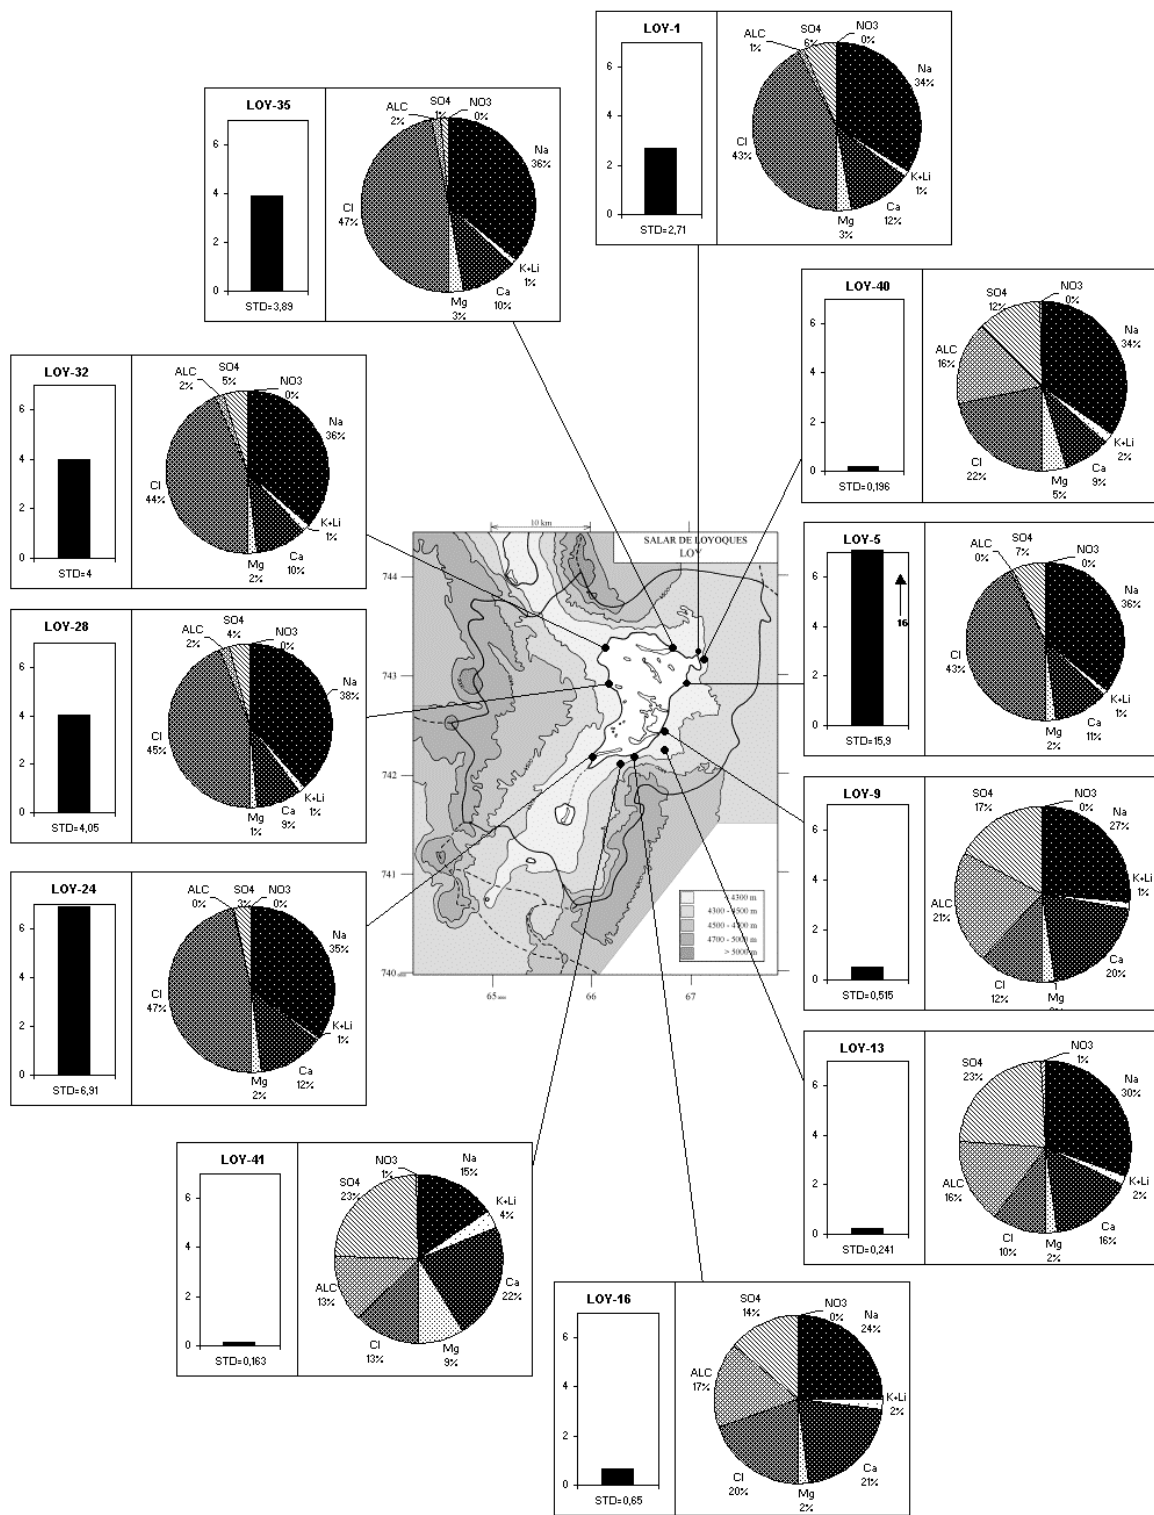 LOY-1
6
4
2
0
STD=2,71
ALC
1%
SO4
6%
NO3
0%
Na
34%
K+Li
1%
Ca
12%
Mg
3%
Cl
43%
LOY-35
6
4
2
0
STD=3,89
ALC
2%
SO4
1%
NO3
0%
Na
36%
K+Li
1%
Ca
10%
Mg
3%
Cl
47%
LOY-40
6
4
2
0
STD=0,196
SO4
12%
NO3
0%
Na
34%
K+Li
2%
Ca
9%
Mg
5%
Cl
22%
ALC
16%
LOY-32
6
4
2
0
STD=4
ALC
2%
SO4
5%
NO3
0%
Na
36%
K+Li
1%
Ca
10%
Mg
2%
Cl
44%
LOY-5
6
4
2
0
16
STD=15,9
ALC
0%
SO4
7%
NO3
0%
Na
36%
K+Li
1%
Ca
11%
Mg
2%
Cl
43%
LOY-28
6
4
2
0
STD=4,05
ALC
2%
SO4
4%
NO3
0%
Na
38%
K+Li
1%
Ca
9%
Mg
1%
Cl
45%
10 km
SALAR DE LOYOQUES
LOY
744
743
742
741
740
65
66
67
4300 m
4300 - 4500 m
4500 - 4700 m
4700 - 5000 m
> 5000 m
LOY-9
6
4
2
0
STD=0,515
SO4
17%
NO3
0%
Na
27%
K+Li
1%
Ca
20%
Mg
Cl
12%
ALC
21%
LOY-24
6
4
2
0
STD=6,91
ALC
0%
SO4
3%
NO3
0%
Na
35%
K+Li
1%
Ca
12%
Mg
2%
Cl
47%
LOY-13
6
4
2
0
STD=0,241
SO4
23%
NO3
1%
Na
30%
K+Li
2%
Ca
16%
Mg
2%
Cl
10%
ALC
16%
LOY-41
6
4
2
0
STD=0,163
SO4
23%
NO3
1%
Na
15%
K+Li
4%
Ca
22%
Mg
9%
Cl
13%
ALC
13%
LOY-16
6
4
2
0
STD=0,65
SO4
14%
NO3
0%
Na
24%
K+Li
2%
Ca
21%
Mg
2%
Cl
20%
ALC
17%